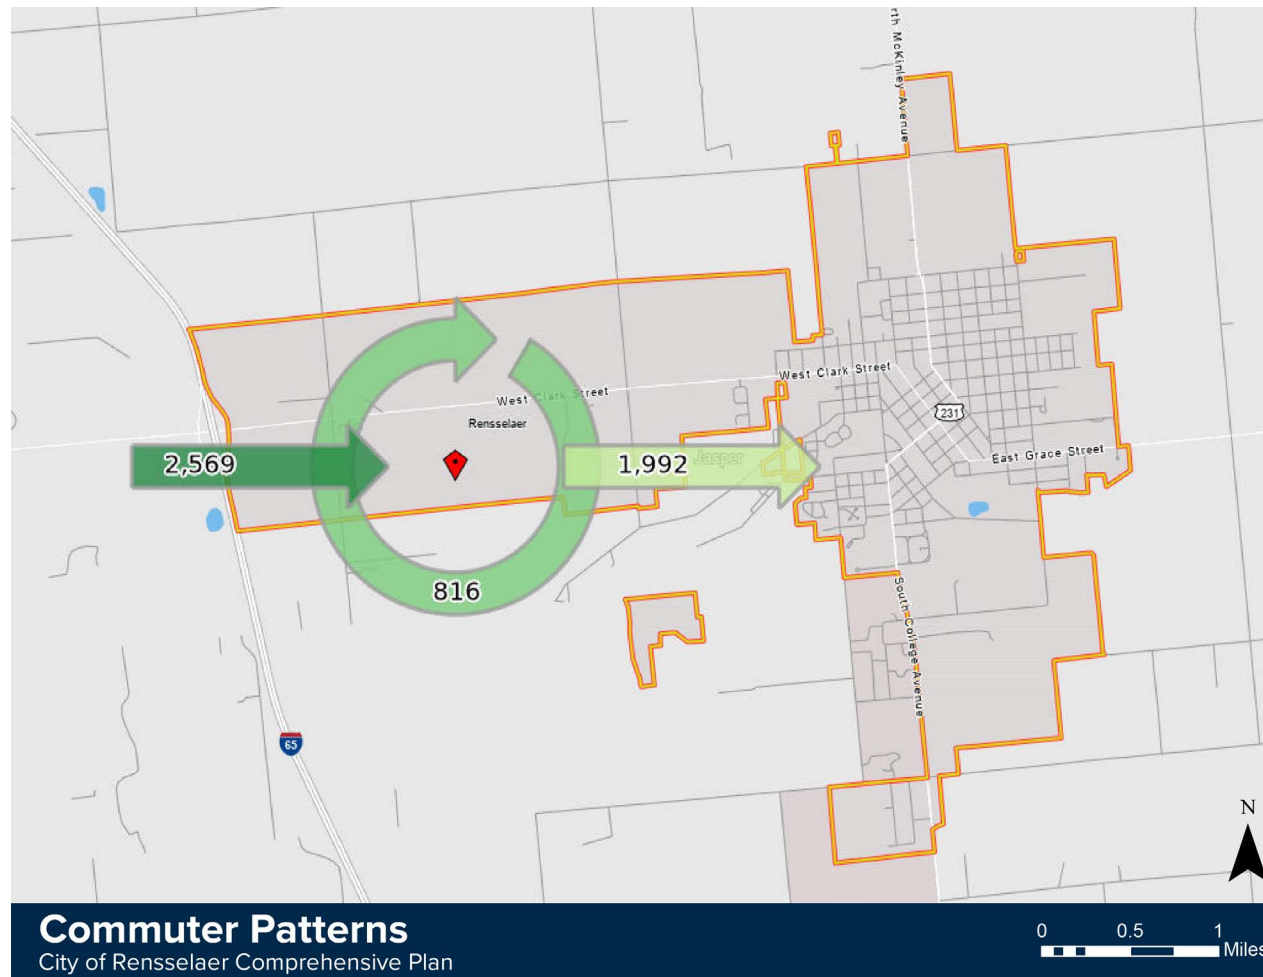 rth McKinley Avenue
West Clark Street
231
West Clark Street
Rensselaer
East Grace Street
2,569
1,992
Jasper
816
South College Avenue
65
N
Commuter Patterns
City of Rensselaer Comprehensive Plan
0 0.5 1
Miles